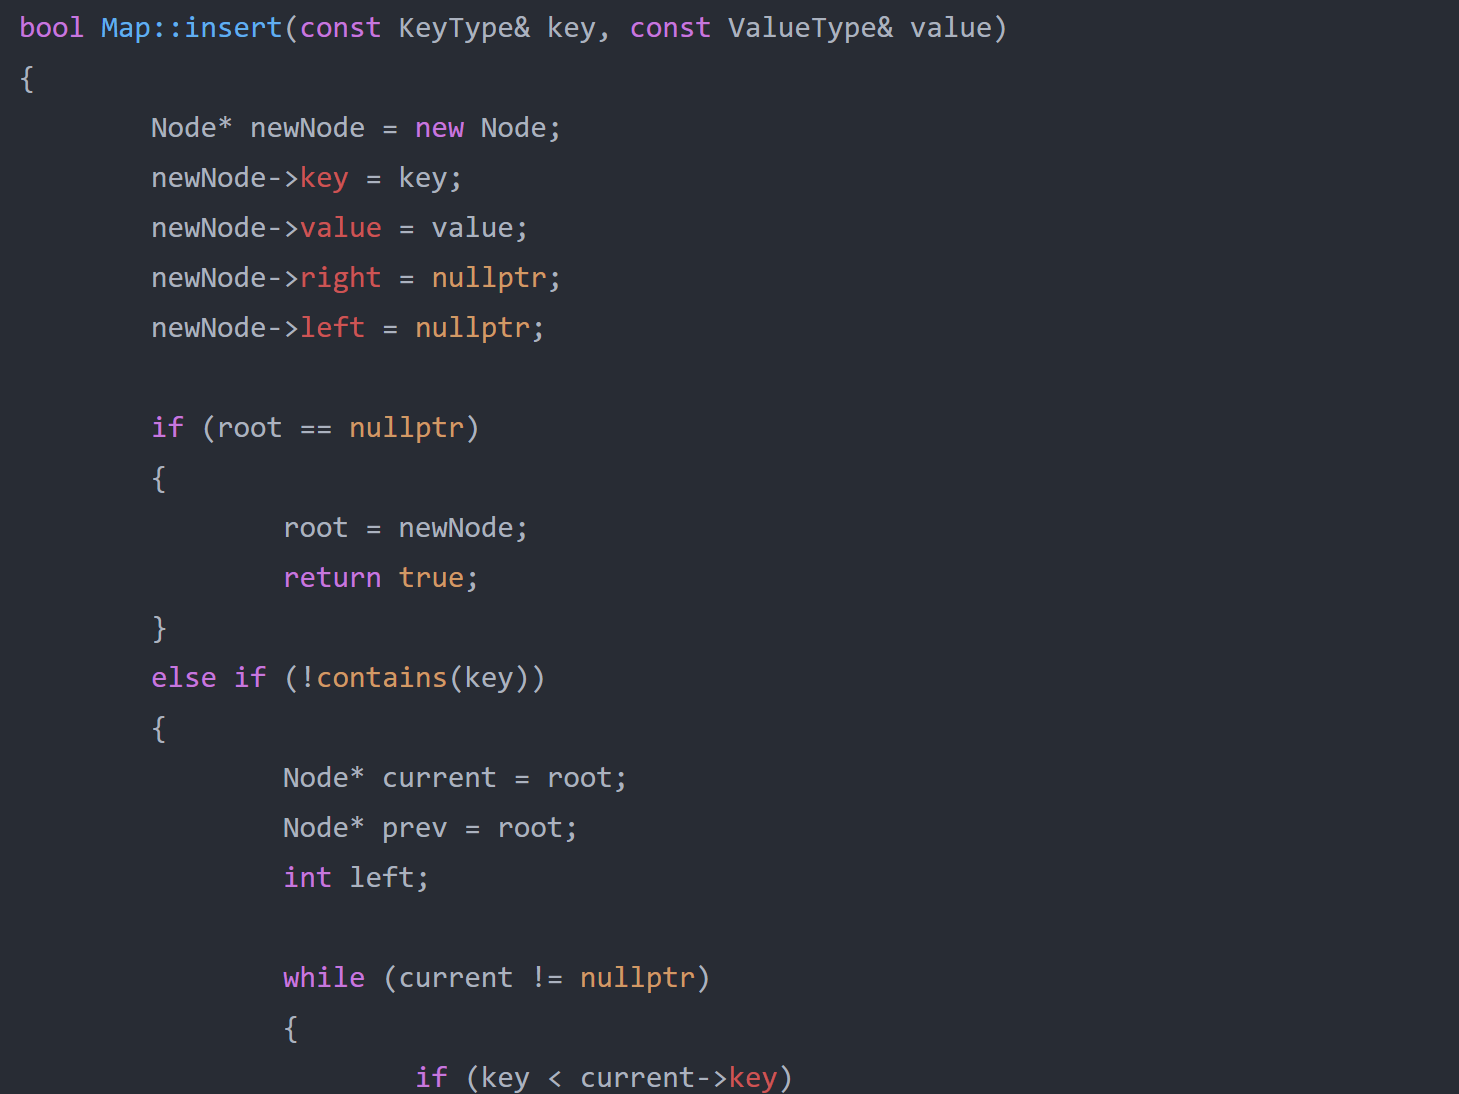 bool Map::insert(const KeyType& key, const ValueType& value)
{
        Node* newNode = new Node;
        newNode->key = key;
        newNode->value = value;
        newNode->right = nullptr;
        newNode->left = nullptr;

        if (root == nullptr)
        {
                root = newNode;
                return true;
        }
        else if (!contains(key))
        {
                Node* current = root;
                Node* prev = root;
                int left;

                while (current != nullptr)
                {
                        if (key < current->key)